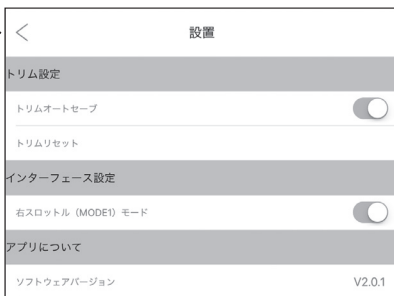 設置
トリム設定
トリムオートセーブ
トリムリセット
インターフェース設定
右スロットル（MODE1）モード
アプリについて
ソフトウェアバージョン V2.0.1